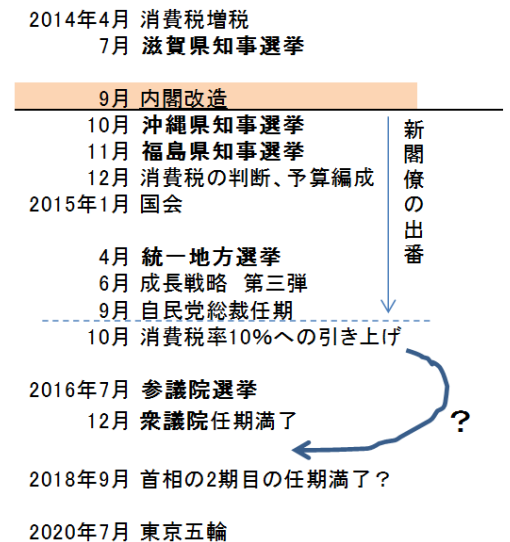 2014年4月 消費税増税
7月 滋賀県知事選挙
9月 内閣改造
10月 沖縄県知事選挙
11月 福島県知事選挙
12月 消費税の判断、予算編成
2015年1月 国会
新閣僚の出番
4月 統一地方選挙
6月 成長戦略 第三弾
9月 自民党総裁任期
10月 消費税率10%への引き上げ
2016年7月 参議院選挙
12月 衆議院任期満了
?
2018年9月 首相の2期目の任期満了?
2020年7月 東京五輪